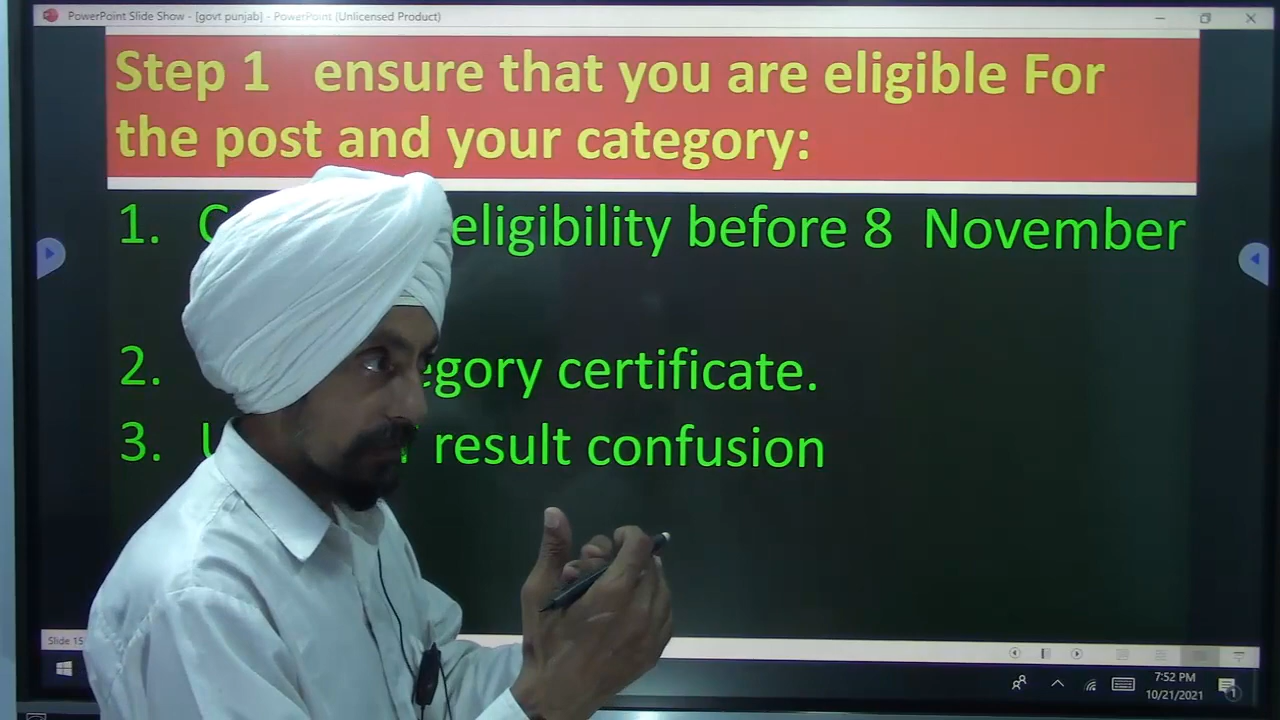 PowerPoint Slide Show - [govt punjab] - PowerPoint (Unlicensed Product)
Step 1 ensure that you are eligible For
the post and your category:
1. eligibility before 8 November
2. certificate.
3. result confusion
Slide 15
7:52 PM
10/21/2021
1